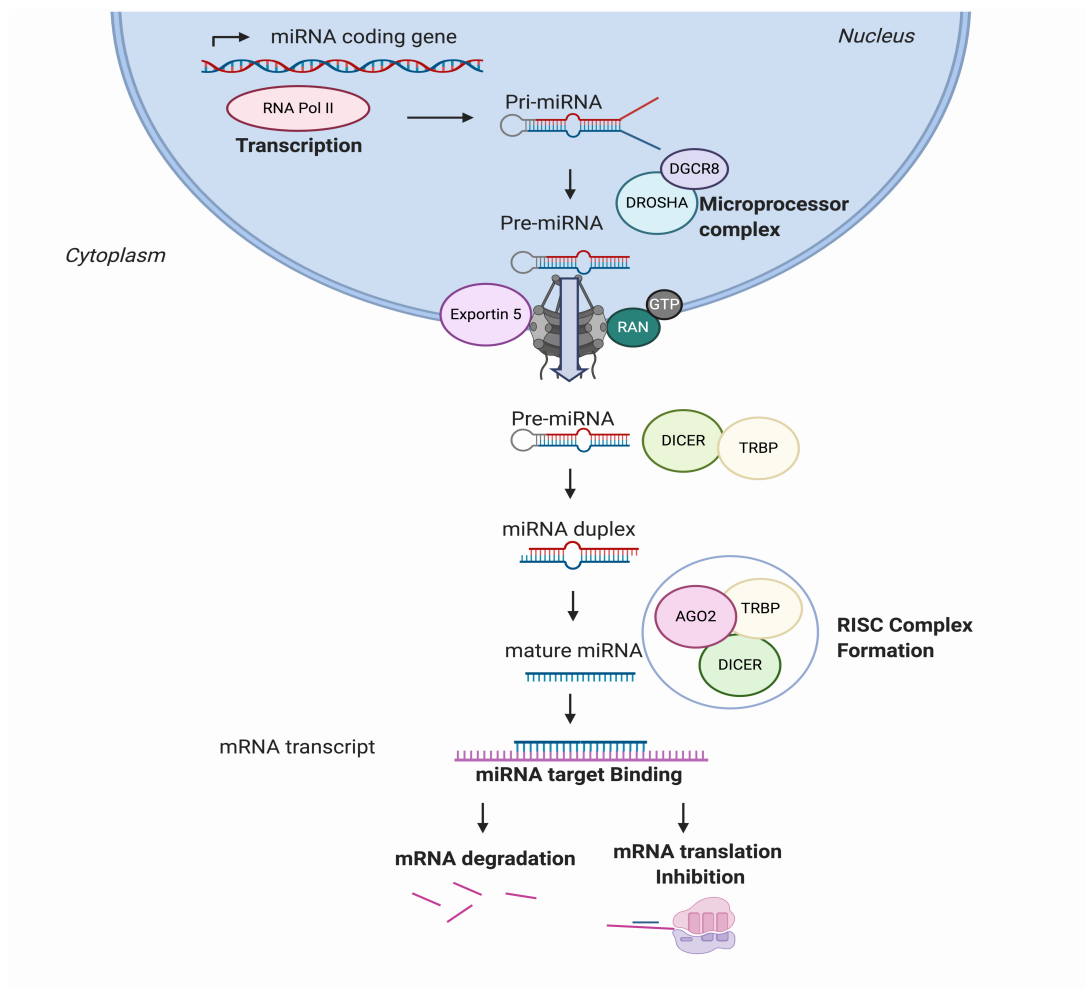 miRNA coding gene
Nucleus
RNA Pol II
Transcription
Pri-miRNA
DGCR8
DROSHA
Microprocessor
complex
Pre-miRNA
Cytoplasm
Exportin 5
GTP
RAN
Pre-miRNA
DICER
TRBP
miRNA duplex
AGO2
TRBP
DICER
RISC Complex
Formation
mature miRNA
mRNA transcript
miRNA target Binding
mRNA degradation
mRNA translation
Inhibition